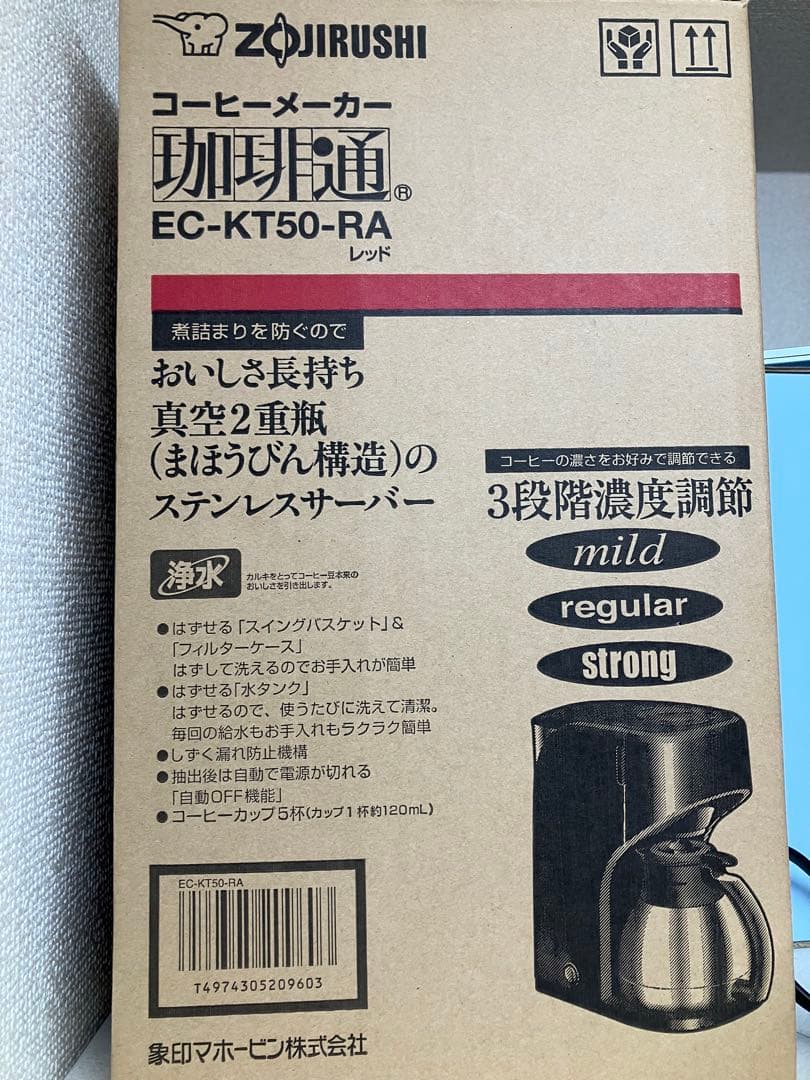 ZOJIRUSHI
コーヒーメーカー
珈琲通®
EC-KT50-RA
レッド
煮詰まりを防ぐので
おいしさ長持ち
真空2重瓶
(まほうびん構造)の
ステンレスサーバー
コーヒーの濃さをお好みで調節できる
3段階濃度調節
mild
regular
strong
浄水
カルキをとってコーヒー豆本来の
おいしさを引き出します。
●はずせる「スイングバスケット」&
「フィルターケース」
はずして洗えるのでお手入れが簡単
●はずせる「水タンク」
はずせるので、使うたびに洗えて清潔。
毎回の給水もお手入れもラクラク簡単
●しずく漏れ防止機構
●抽出後は自動で電源が切れる
「自動OFF機能」
●コーヒーカップ5杯(カップ1杯約120mL)
EC-KT50-RA
T4974305209603
象印マホービン株式会社